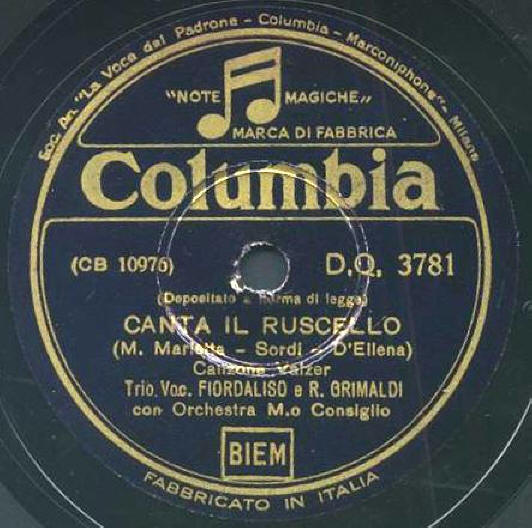 Soc. An. "La Voce del Padrone - Columbia - Marconiphone" - Milano
"NOTE MAGICHE"
MARCA DI FABBRICA
Columbia
(CB 10976) D.Q. 3781
(Depositato a norma di legge)
CANTA IL RUSCELLO
(M. Marletta - Sordi - D'Ellena)
Canzone Valzer
Trio Voc. FIORDALISO e R. GRIMALDI
con Orchestra M.o Consiglio
BIEM
FABBRICATO IN ITALIA